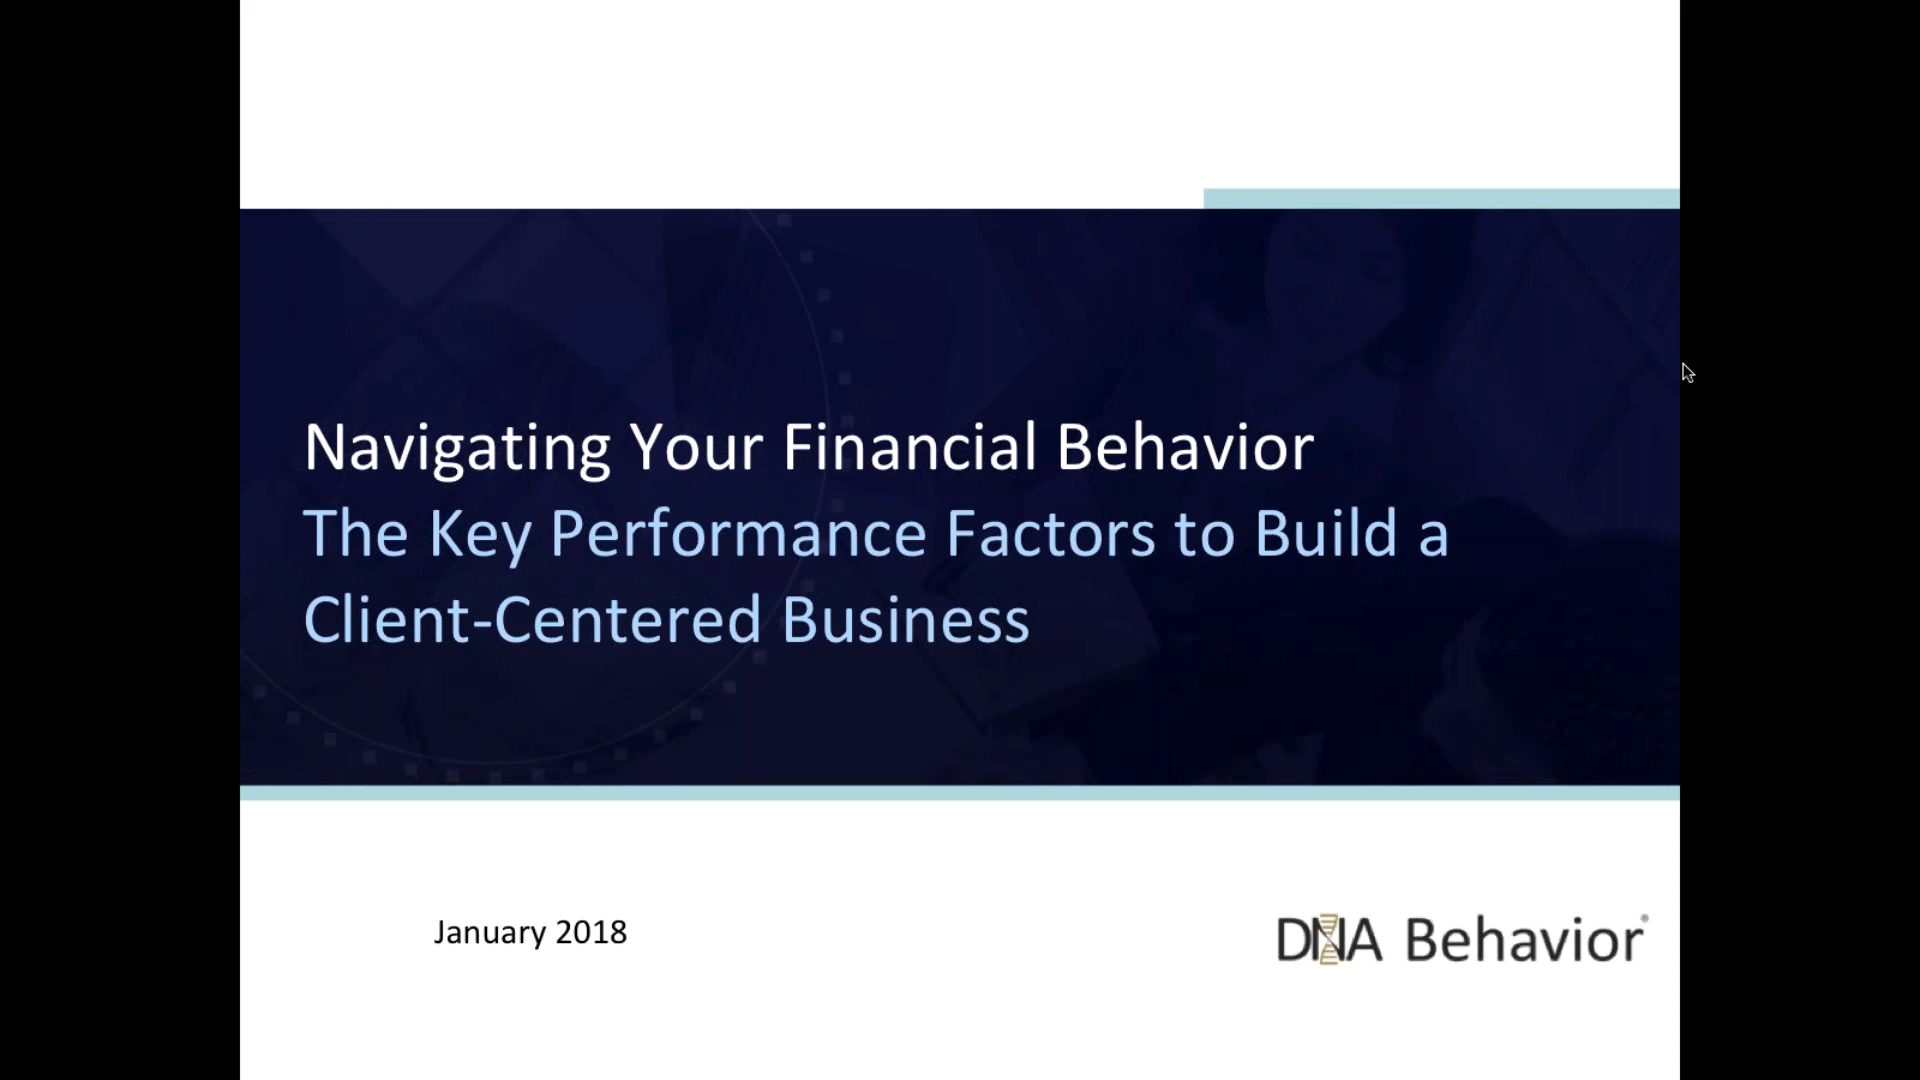 Navigating Your Financial Behavior
The Key Performance Factors to Build a
Client-Centered Business
January 2018
DNA Behavior®